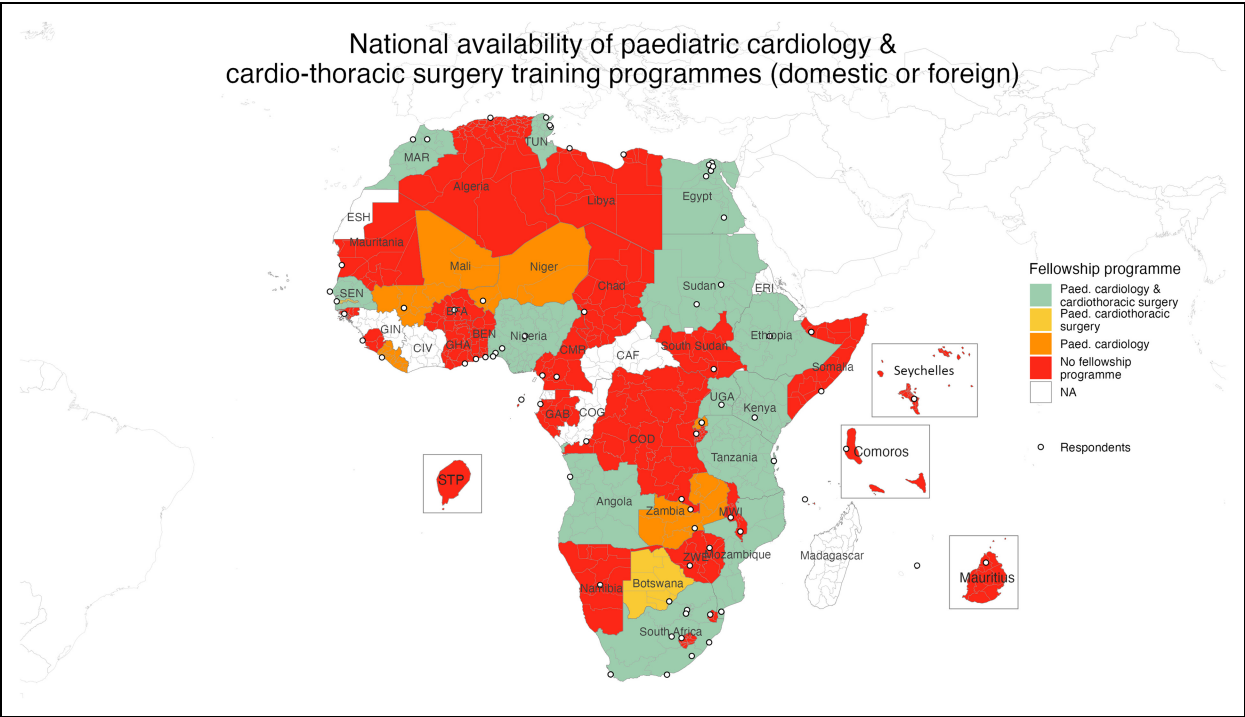 National availability of paediatric cardiology &
cardio-thoracic surgery training programmes (domestic or foreign)
TUN
MAR
Algeria
Libya
Egypt
ESH
Mauritania
Mali
Niger
Chad
Sudan
ERI
SEN
BFA
GIN
BEN
Nigeria
CIV
GHA
CMR
CAF
South Sudan
Ethiopia
Somalia
Seychelles
UGA
Kenya
GAB
COG
COD
Tanzania
Comoros
STP
Angola
Zambia
MWI
ZWE
Mozambique
Madagascar
Botswana
Namibia
Mauritius
South Africa
Fellowship programme
Paed. cardiology &
cardiothoracic surgery
Paed. cardiothoracic
surgery
Paed. cardiology
No fellowship
programme
NA
Respondents